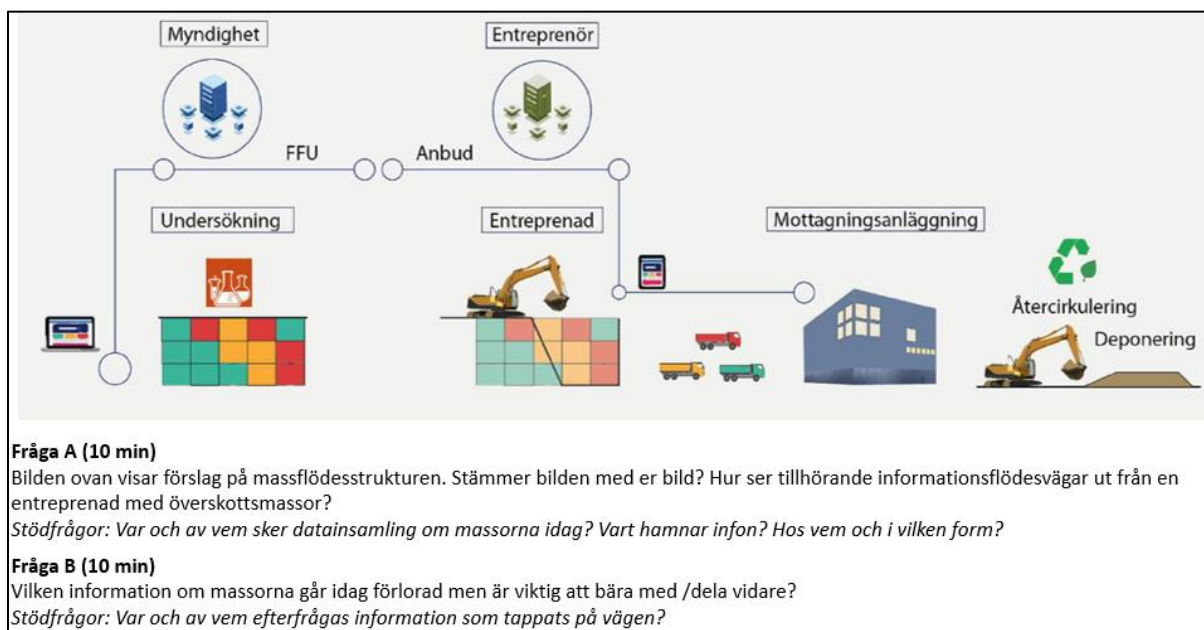 Myndighet
Entreprenör
FFU
Anbud
Undersökning
Entreprenad
Mottagningsanläggning
Återcirkulering
Deponering
Fråga A (10 min)
Bilden ovan visar förslag på massflödesstrukturen. Stämmer bilden med er bild? Hur ser tillhörande informationsflödesvägar ut från en
entreprenad med överskottsmassor?
Stödfrågor: Var och av vem sker datainsamling om massorna idag? Vart hamnar infon? Hos vem och i vilken form?
Fråga B (10 min)
Vilken information om massorna går idag förlorad men är viktig att bära med /dela vidare?
Stödfrågor: Var och av vem efterfrågas information som tappats på vägen?